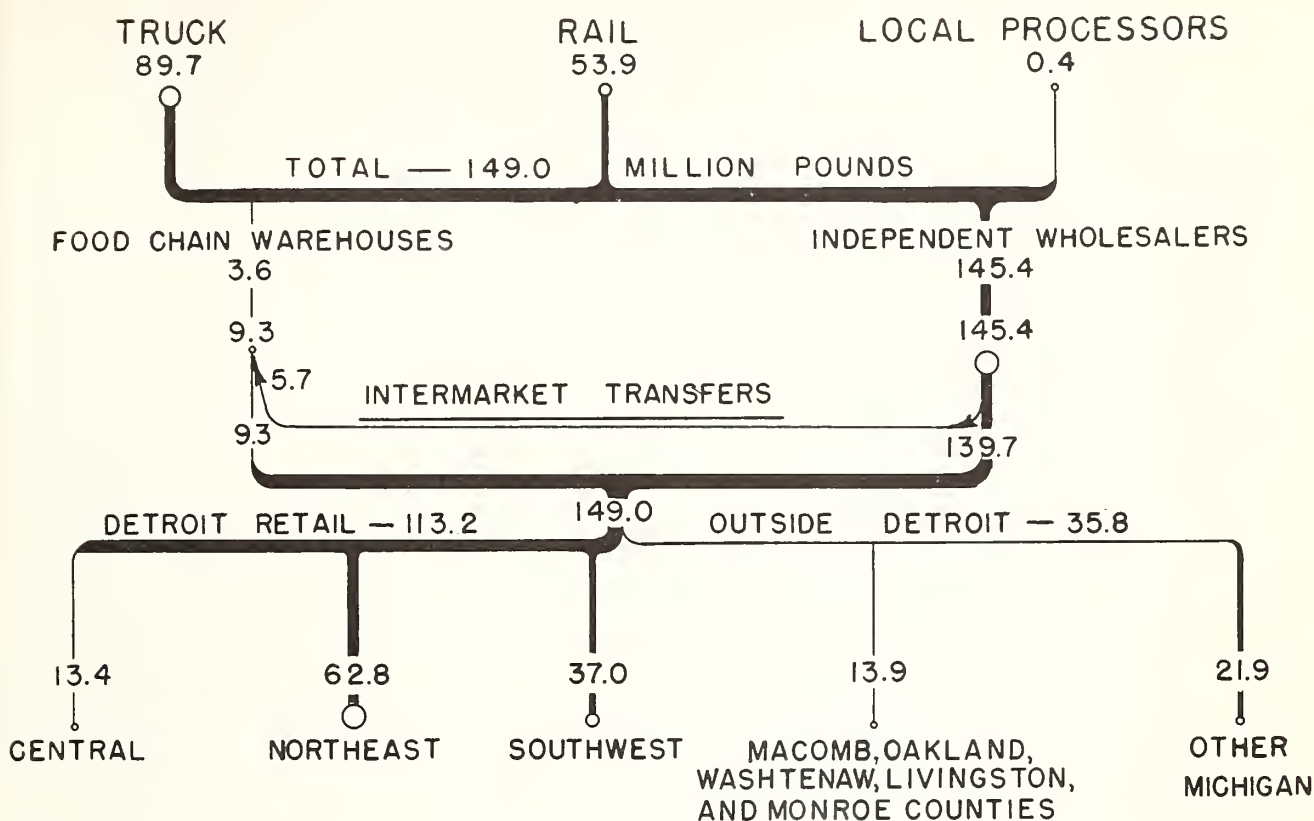 TRUCK RAIL LOCAL PROCESSORS
89.7 53.9 0.4
TOTAL — 149.0 MILLION POUNDS
FOOD CHAIN WAREHOUSES INDEPENDENT WHOLESALERS
3.6 145.4
9.3 145.4
5.7
INTERMARKET TRANSFERS
9.3 139.7
149.0
DETROIT RETAIL — 113.2 OUTSIDE DETROIT — 35.8
13.4 62.8 37.0 13.9 21.9
CENTRAL NORTHEAST SOUTHWEST MACOMB, OAKLAND, OTHER
WASHTENAW, LIVINGSTON, MICHIGAN
AND MONROE COUNTIES